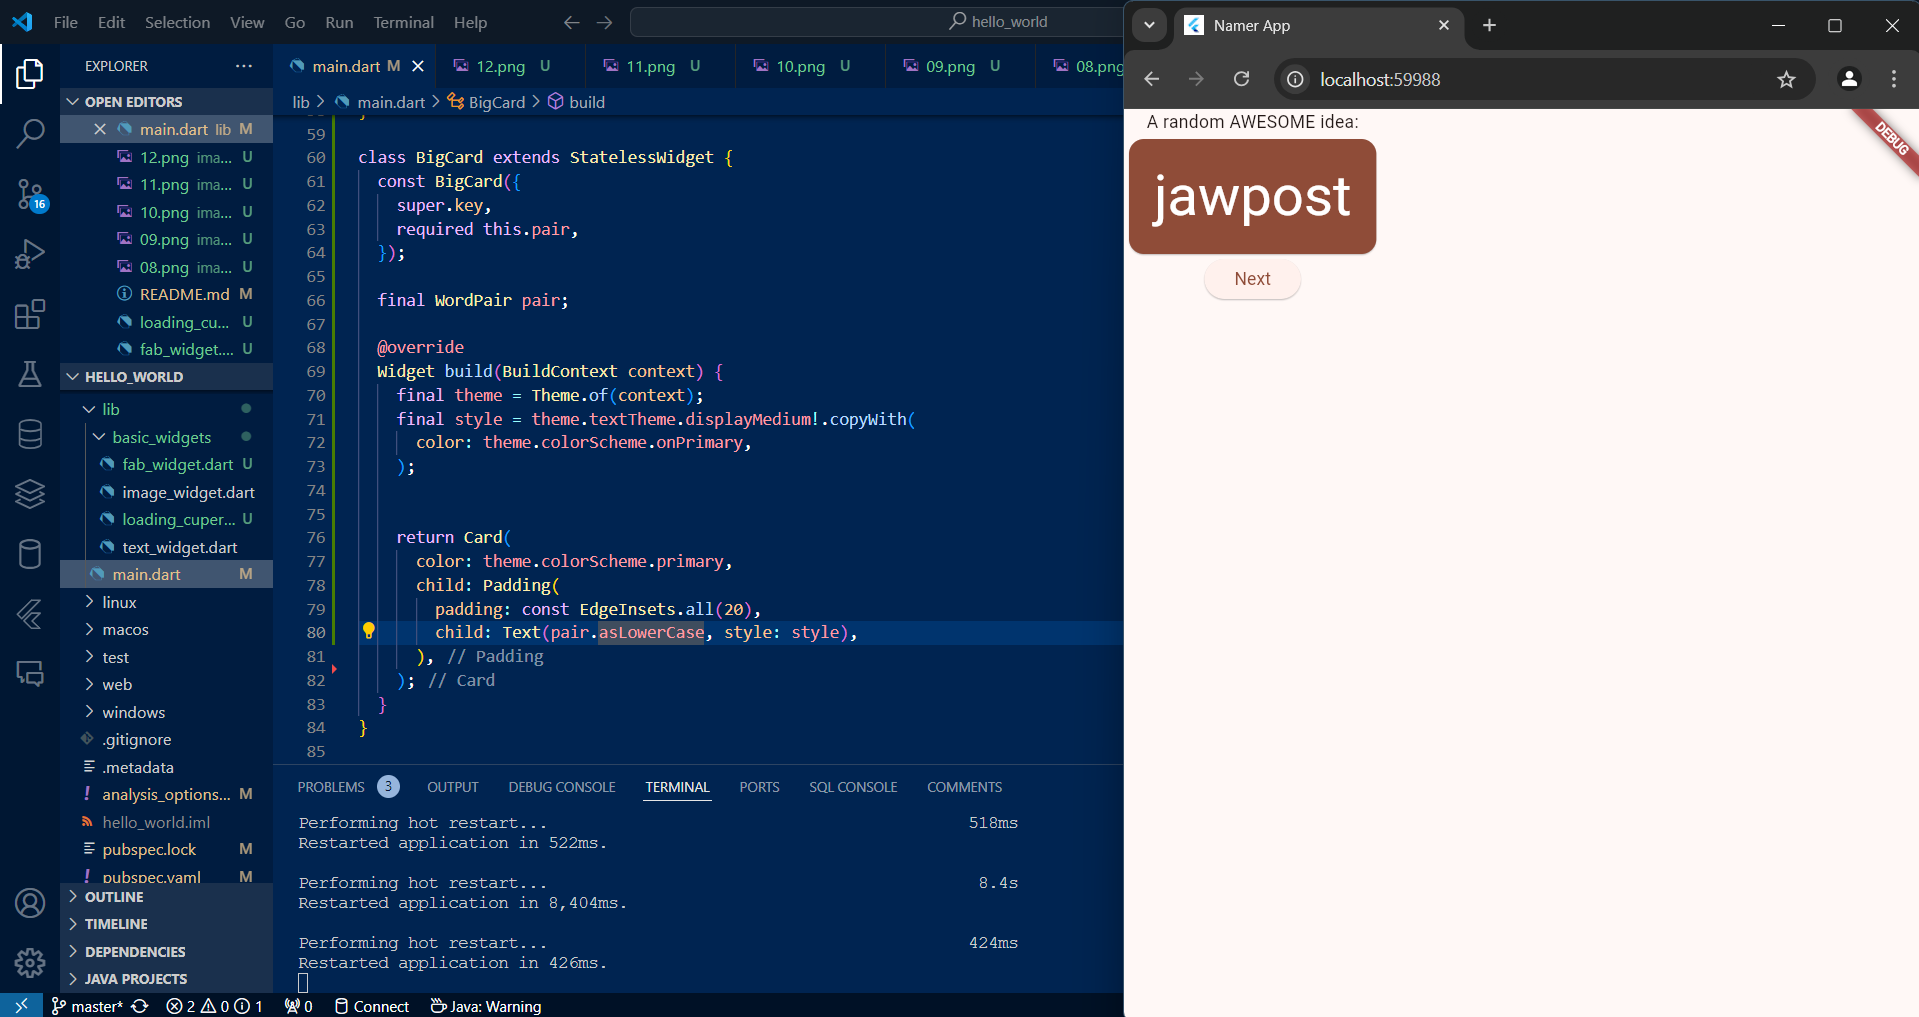 File Edit Selection View Go Run Terminal Help
hello_world
EXPLORER
OPEN EDITORS
main.dart lib M
12.png ima... U
11.png ima... U
10.png ima... U
09.png ima... U
08.png ima... U
README.md M
loading_cu... U
fab_widget.... U
HELLO_WORLD
lib
basic_widgets
fab_widget.dart U
image_widget.dart
loading_cuper... U
text_widget.dart
main.dart M
linux
macos
test
web
windows
.gitignore
.metadata
analysis_options... M
hello_world.iml
pubspec.lock M
pubspec.yaml M
OUTLINE
TIMELINE
DEPENDENCIES
JAVA PROJECTS
16
main.dart M 12.png U 11.png U 10.png U 09.png U 08.png
lib > main.dart > BigCard > build
59
60 class BigCard extends StatelessWidget {
61 const BigCard({
62 super.key,
63 required this.pair,
64 });
65
66 final WordPair pair;
67
68 @override
69 Widget build(BuildContext context) {
70 final theme = Theme.of(context);
71 final style = theme.textTheme.displayMedium!.copyWith(
72 color: theme.colorScheme.onPrimary,
73 );
74
75
76 return Card(
77 color: theme.colorScheme.primary,
78 child: Padding(
79 padding: const EdgeInsets.all(20),
80 child: Text(pair.asLowerCase, style: style),
81 ), // Padding
82 ); // Card
83 }
84 }
85
PROBLEMS 3 OUTPUT DEBUG CONSOLE TERMINAL PORTS SQL CONSOLE COMMENTS
Performing hot restart... 518ms
Restarted application in 522ms.
Performing hot restart... 8.4s
Restarted application in 8,404ms.
Performing hot restart... 424ms
Restarted application in 426ms.
master* 2 0 1 0 Connect Java: Warning
Namer App
localhost:59988
A random AWESOME idea:
DEBUG
jawpost
Next